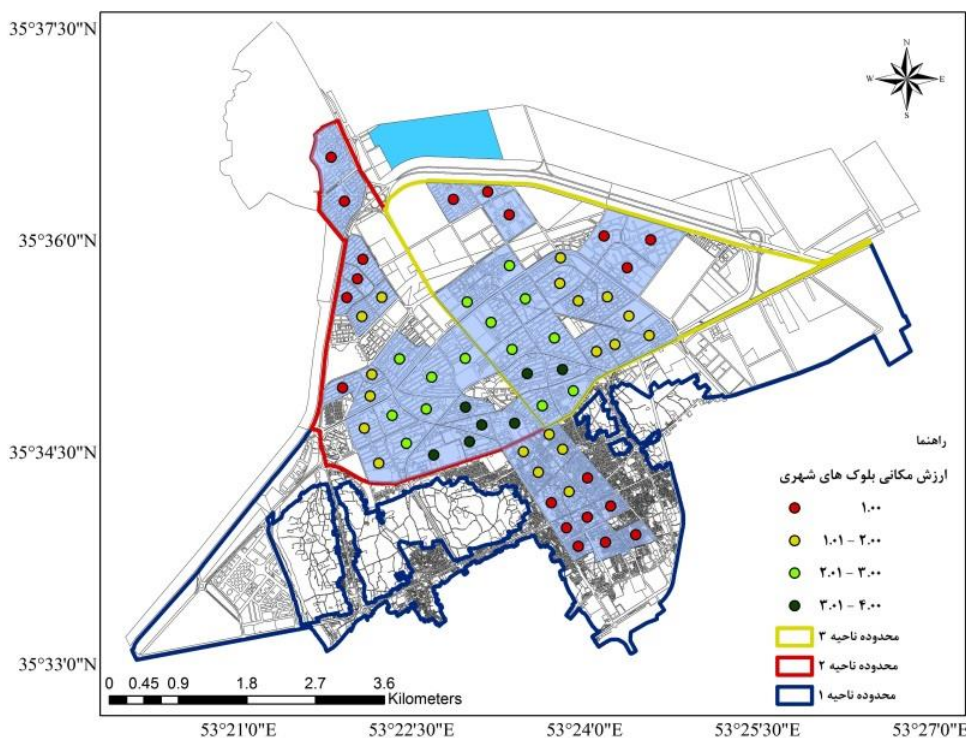 35°37'30"N
N
W E
S
35°36'0"N
35°34'30"N
35°33'0"N
راهنما
ارزش مکانی بلوک های شهری
۱.۰۰
۱.۰۱ - ۲.۰۰
۲.۰۱ - ۳.۰۰
۳.۰۱ - ۴.۰۰
محدوده ناحیه ۳
محدوده ناحیه ۲
محدوده ناحیه ۱
0 0.45 0.9 1.8 2.7 3.6
Kilometers
53°21'0"E 53°22'30"E 53°24'0"E 53°25'30"E 53°27'0"E